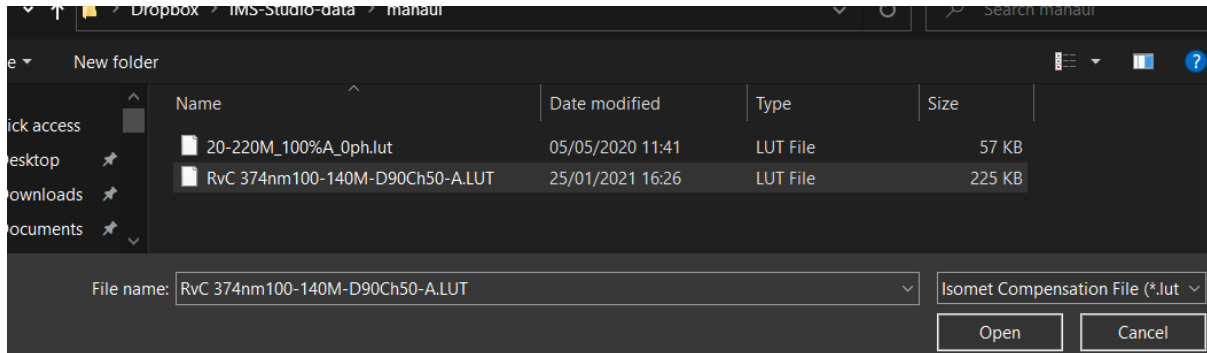 Dropbox > IMS-Studio-data > manaul
Search manaul
New folder
Name Date modified Type Size
ick access
20-220M_100%A_0ph.lut 05/05/2020 11:41 LUT File 57 KB
esktop
RvC 374nm100-140M-D90Ch50-A.LUT 25/01/2021 16:26 LUT File 225 KB
ownloads
ocuments
File name: RvC 374nm100-140M-D90Ch50-A.LUT
Isomet Compensation File (*.lut
Open Cancel